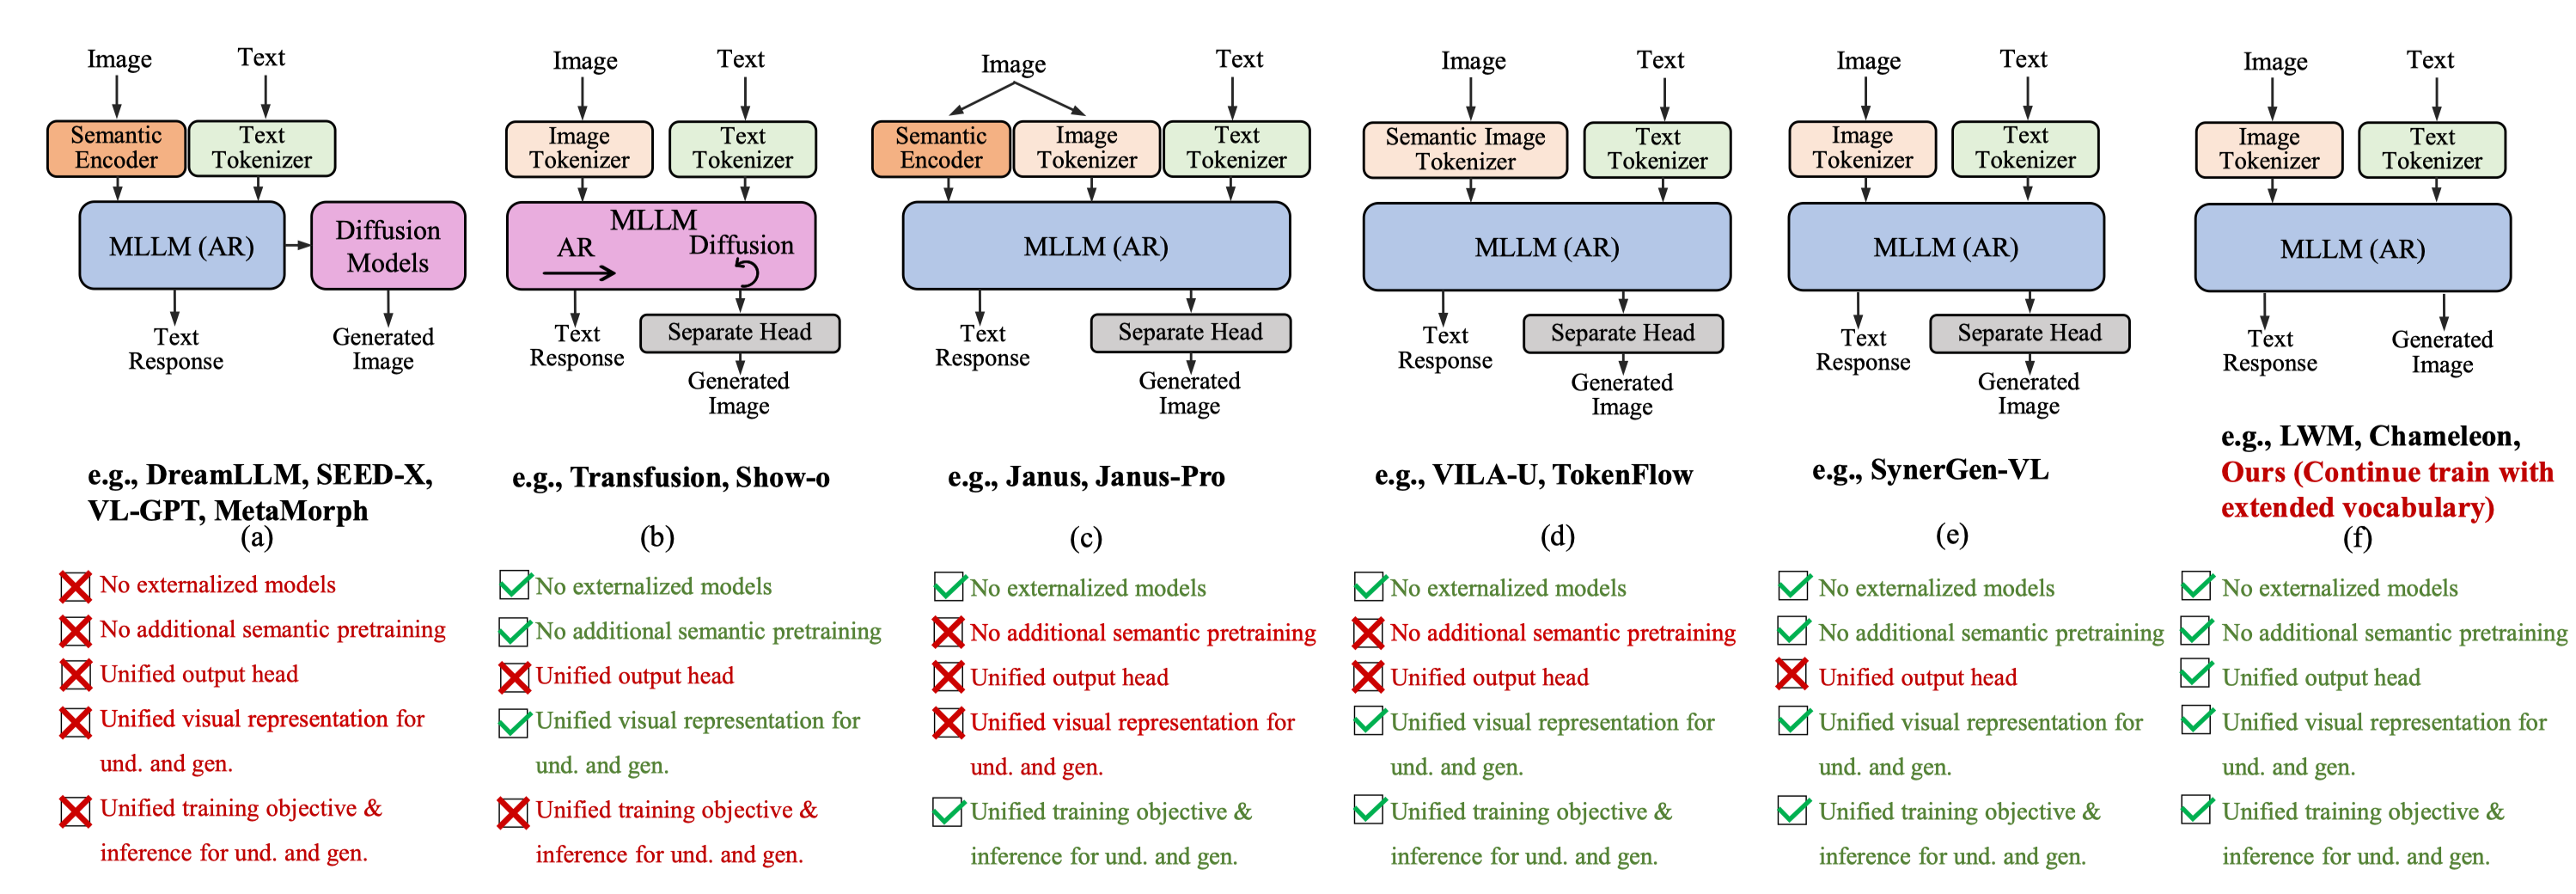 Image
Text
Semantic
Encoder
Text
Tokenizer
MLLM (AR)
Diffusion
Models
Text
Response
Generated
Image
e.g., DreamLLM, SEED-X,
VL-GPT, MetaMorph
(a)
No externalized models
No additional semantic pretraining
Unified output head
Unified visual representation for
und. and gen.
Unified training objective &
inference for und. and gen.
Image
Text
Image
Tokenizer
Text
Tokenizer
MLLM
AR
Diffusion
Text
Response
Separate Head
Generated
Image
e.g., Transfusion, Show-o
(b)
No externalized models
No additional semantic pretraining
Unified output head
Unified visual representation for
und. and gen.
Unified training objective &
inference for und. and gen.
Image
Text
Semantic
Encoder
Image
Tokenizer
Text
Tokenizer
MLLM (AR)
Text
Response
Separate Head
Generated
Image
e.g., Janus, Janus-Pro
(c)
No externalized models
No additional semantic pretraining
Unified output head
Unified visual representation for
und. and gen.
Unified training objective &
inference for und. and gen.
Image
Text
Semantic Image
Tokenizer
Text
Tokenizer
MLLM (AR)
Text
Response
Separate Head
Generated
Image
e.g., VILA-U, TokenFlow
(d)
No externalized models
No additional semantic pretraining
Unified output head
Unified visual representation for
und. and gen.
Unified training objective &
inference for und. and gen.
Image
Text
Image
Tokenizer
Text
Tokenizer
MLLM (AR)
Text
Response
Separate Head
Generated
Image
e.g., SynerGen-VL
(e)
No externalized models
No additional semantic pretraining
Unified output head
Unified visual representation for
und. and gen.
Unified training objective &
inference for und. and gen.
Image
Text
Image
Tokenizer
Text
Tokenizer
MLLM (AR)
Text
Response
Generated
Image
e.g., LWM, Chameleon,
Ours (Continue train with
extended vocabulary)
(f)
No externalized models
No additional semantic pretraining
Unified output head
Unified visual representation for
und. and gen.
Unified training objective &
inference for und. and gen.